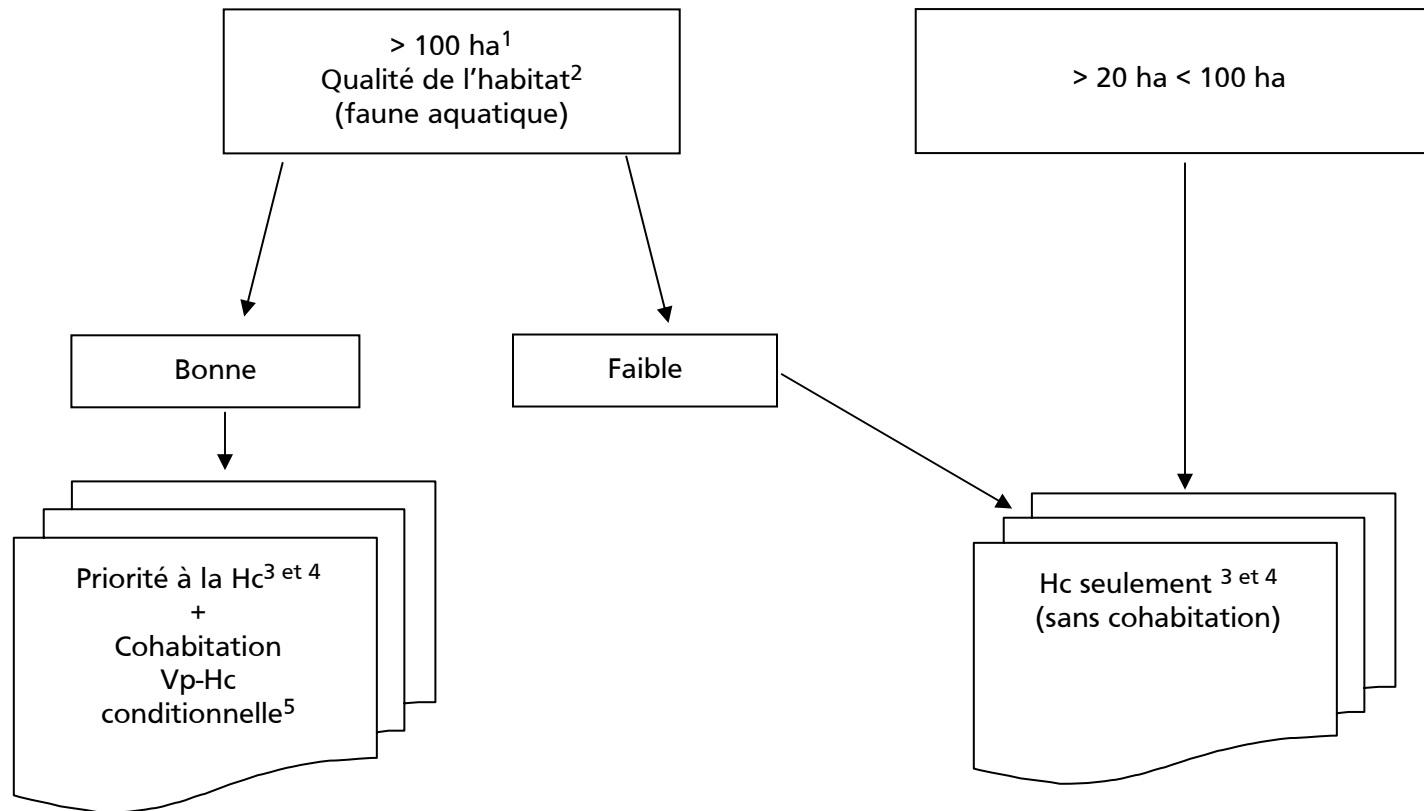 > 100 ha1
Qualité de l’habitat2
(faune aquatique)
> 20 ha < 100 ha
Bonne
Faible
Priorité à la Hc3 et 4
+
Cohabitation
Vp-Hc
conditionnelle5
Hc seulement 3 et 4
(sans cohabitation)